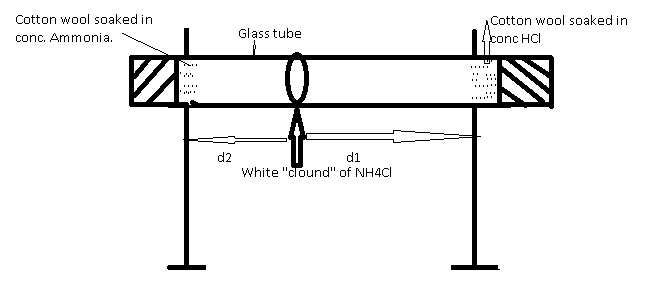 Cotton wool soaked in
conc. Ammonia.
Glass tube
Cotton wool soaked in
conc HCl
d2
d1
White "clound" of NH4Cl